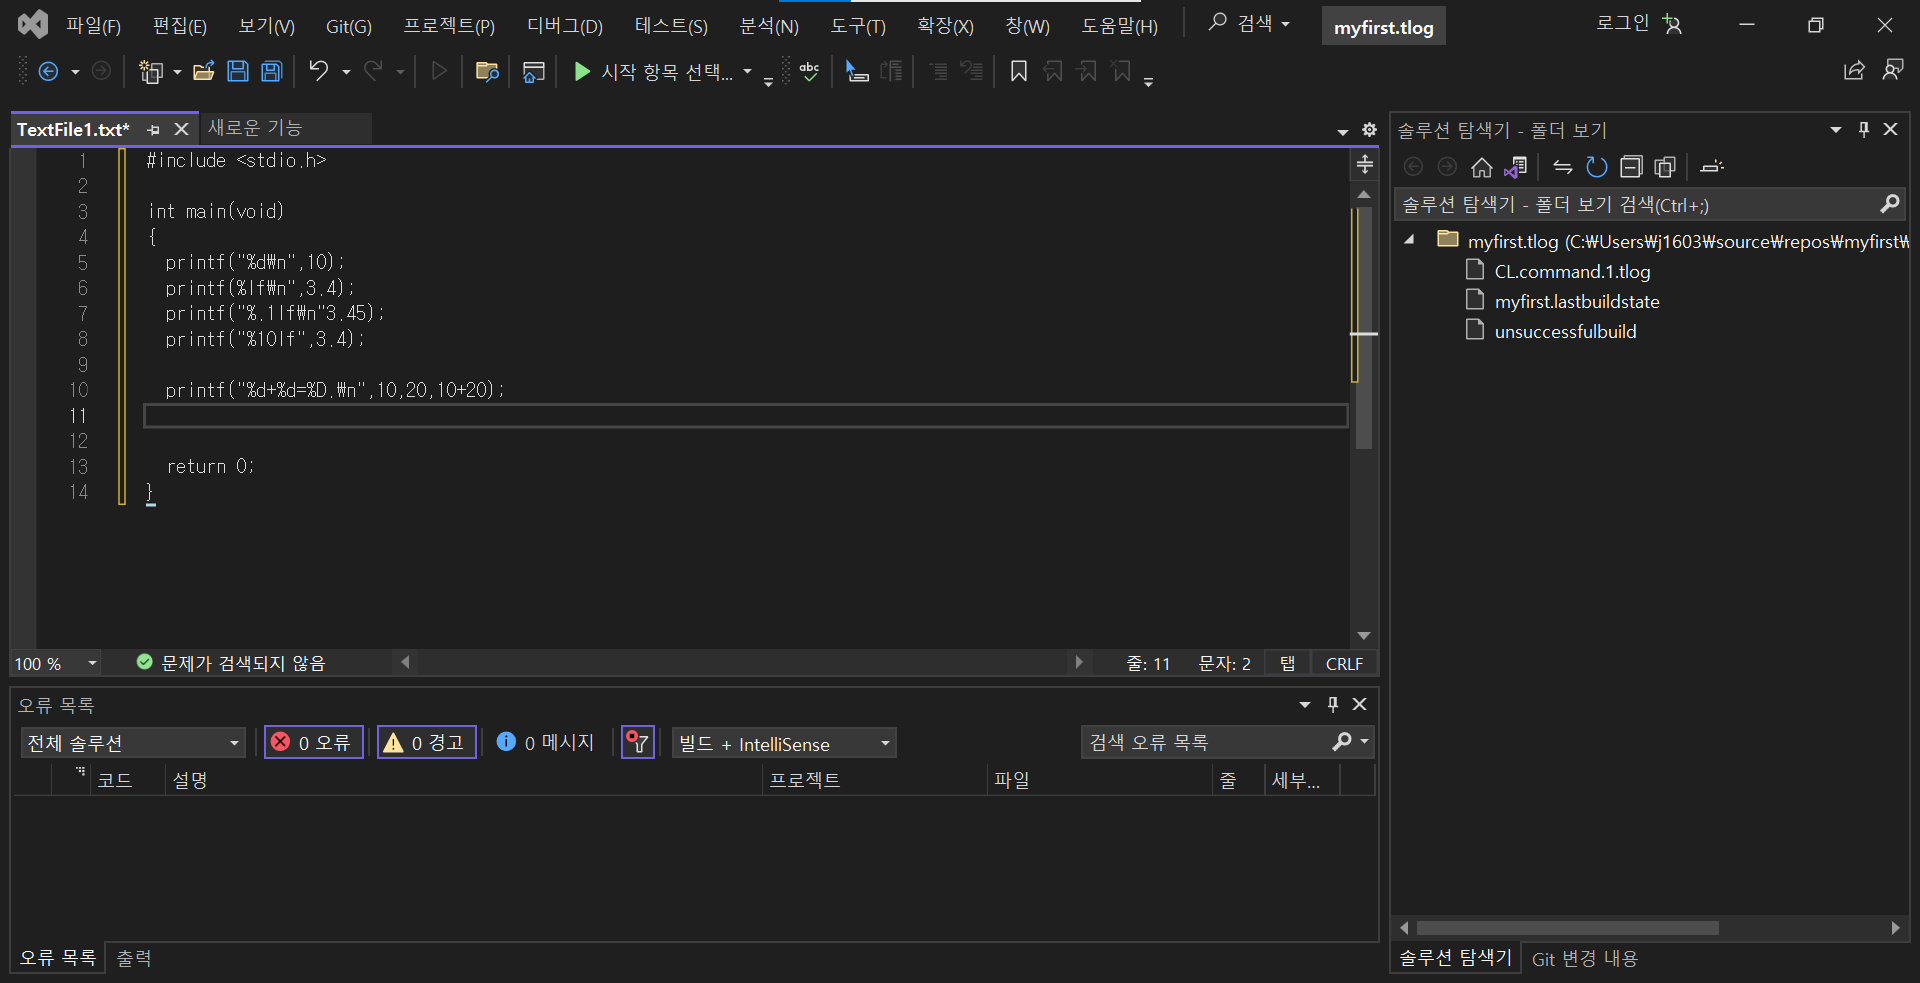 파일(F) 편집(E) 보기(V) Git(G) 프로젝트(P) 디버그(D) 테스트(S) 분석(N) 도구(T) 확장(X) 창(W) 도움말(H) 검색 myfirst.tlog 로그인
시작 항목 선택... abc
TextFile1.txt* 새로운 기능
1 #include <stdio.h>
2
3 int main(void)
4 {
5 printf("%d₩n",10);
6 printf(%lf₩n",3.4);
7 printf("%.1lf₩n"3.45);
8 printf("%10lf",3.4);
9
10 printf("%d+%d=%D.₩n",10,20,10+20);
11
12
13 return 0;
14 }
100 % 문제가 검색되지 않음 줄: 11 문자: 2 탭 CRLF
오류 목록
전체 솔루션 0 오류 0 경고 0 메시지 빌드 + IntelliSense 검색 오류 목록
코드 설명 프로젝트 파일 줄 세부...
오류 목록 출력
솔루션 탐색기 - 폴더 보기
솔루션 탐색기 - 폴더 보기 검색(Ctrl+;)
myfirst.tlog (C:₩Users₩j1603₩source₩repos₩myfirst₩
CL.command.1.tlog
myfirst.lastbuildstate
unsuccessfulbuild
솔루션 탐색기 Git 변경 내용